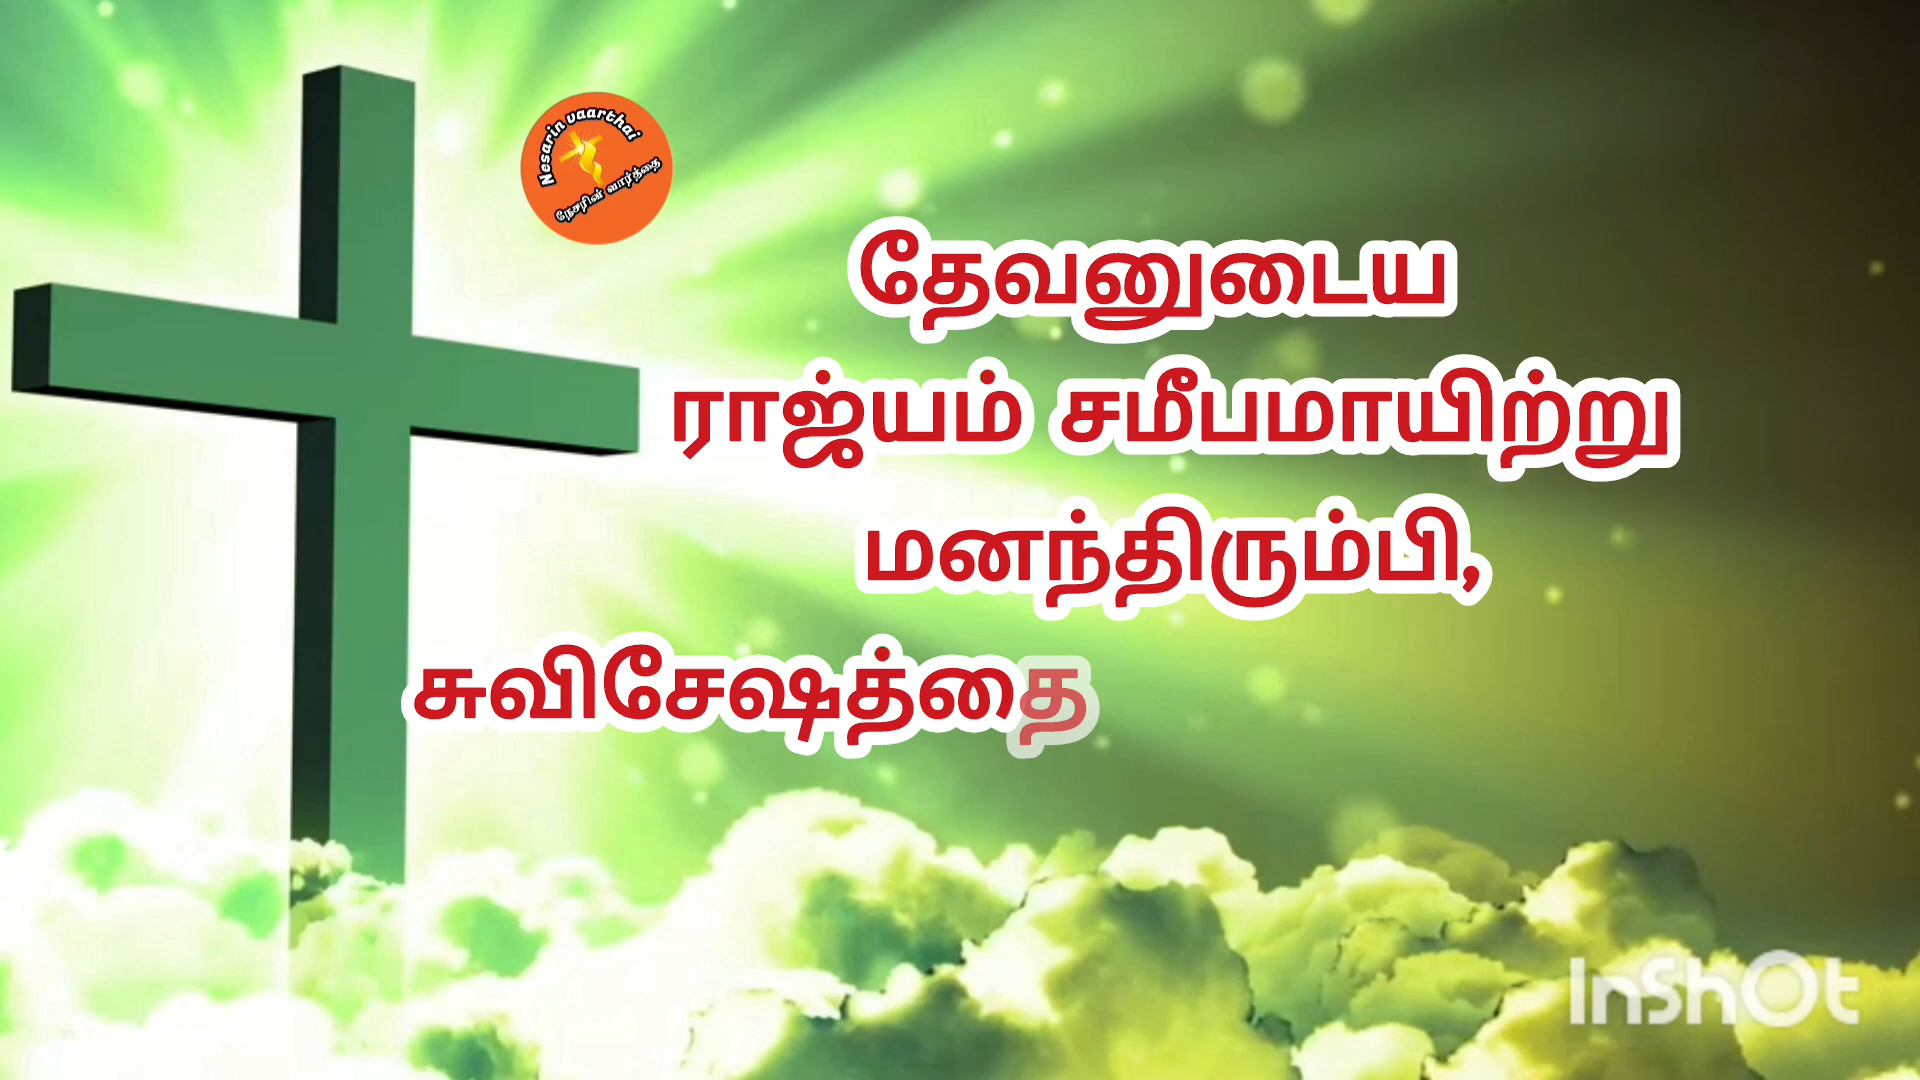 Nesarin vaarthai
நேசரின் வார்த்தை
தேவனுடைய
ராஜ்யம் சமீபமாயிற்று
மனந்திரும்பி,
சுவிசேஷத்தை
InShOt